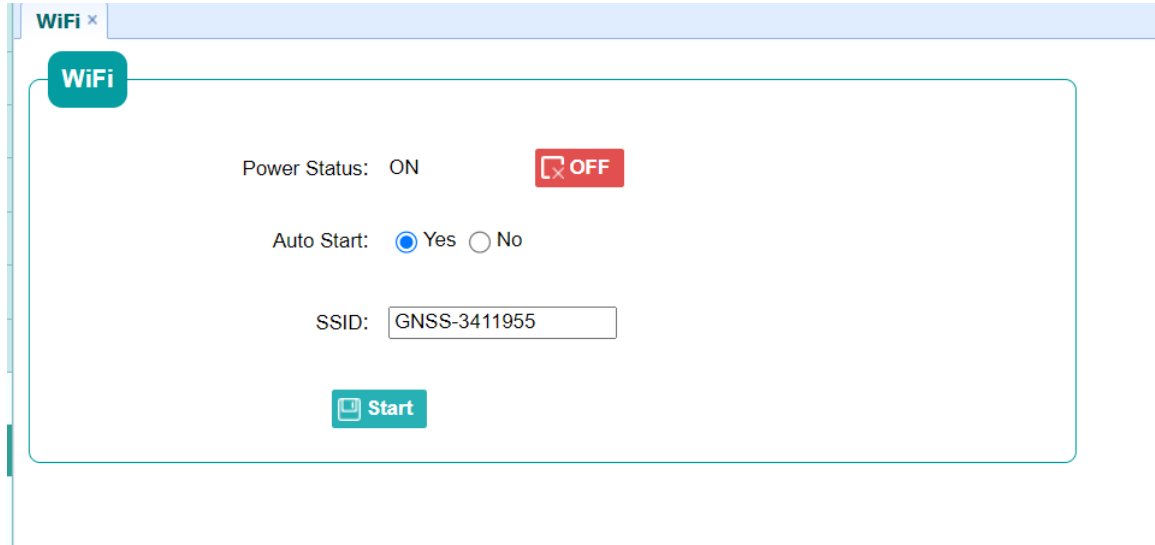 WiFi ×
WiFi
Power Status: ON OFF
Auto Start: Yes No
SSID: GNSS-3411955
Start